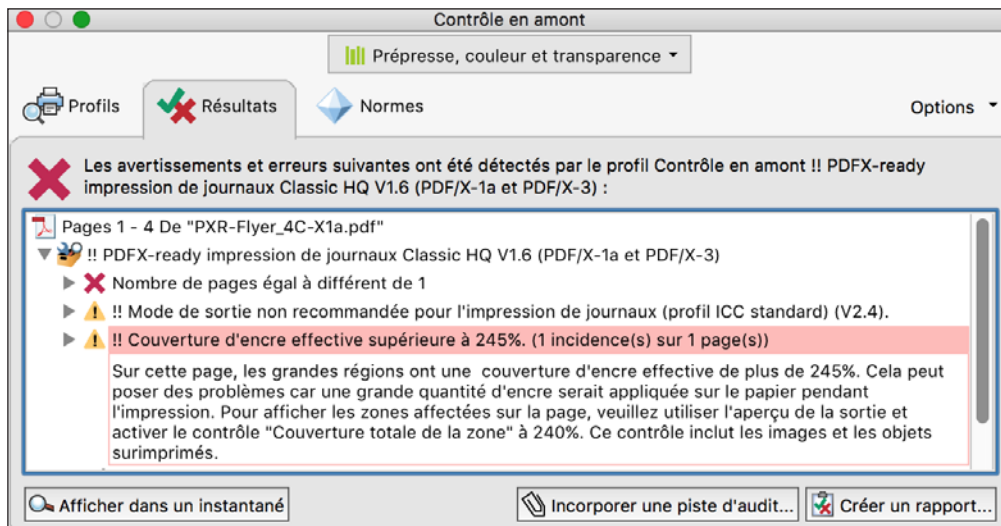 Contrôle en amont
Prépresse, couleur et transparence
Profils
Résultats
Normes
Options
Les avertissements et erreurs suivantes ont été détectés par le profil Contrôle en amont !! PDFX-ready
impression de journaux Classic HQ V1.6 (PDF/X-1a et PDF/X-3) :
Pages 1 - 4 De "PXR-Flyer_4C-X1a.pdf"
!! PDFX-ready impression de journaux Classic HQ V1.6 (PDF/X-1a et PDF/X-3)
Nombre de pages égal à différent de 1
!! Mode de sortie non recommandée pour l'impression de journaux (profil ICC standard) (V2.4).
!! Couverture d'encre effective supérieure à 245%. (1 incidence(s) sur 1 page(s))
Sur cette page, les grandes régions ont une couverture d'encre effective de plus de 245%. Cela peut
poser des problèmes car une grande quantité d'encre serait appliquée sur le papier pendant
l'impression. Pour afficher les zones affectées sur la page, veuillez utiliser l'aperçu de la sortie et
activer le contrôle "Couverture totale de la zone" à 240%. Ce contrôle inclut les images et les objets
surimprimés.
Afficher dans un instantané
Incorporer une piste d'audit...
Créer un rapport...